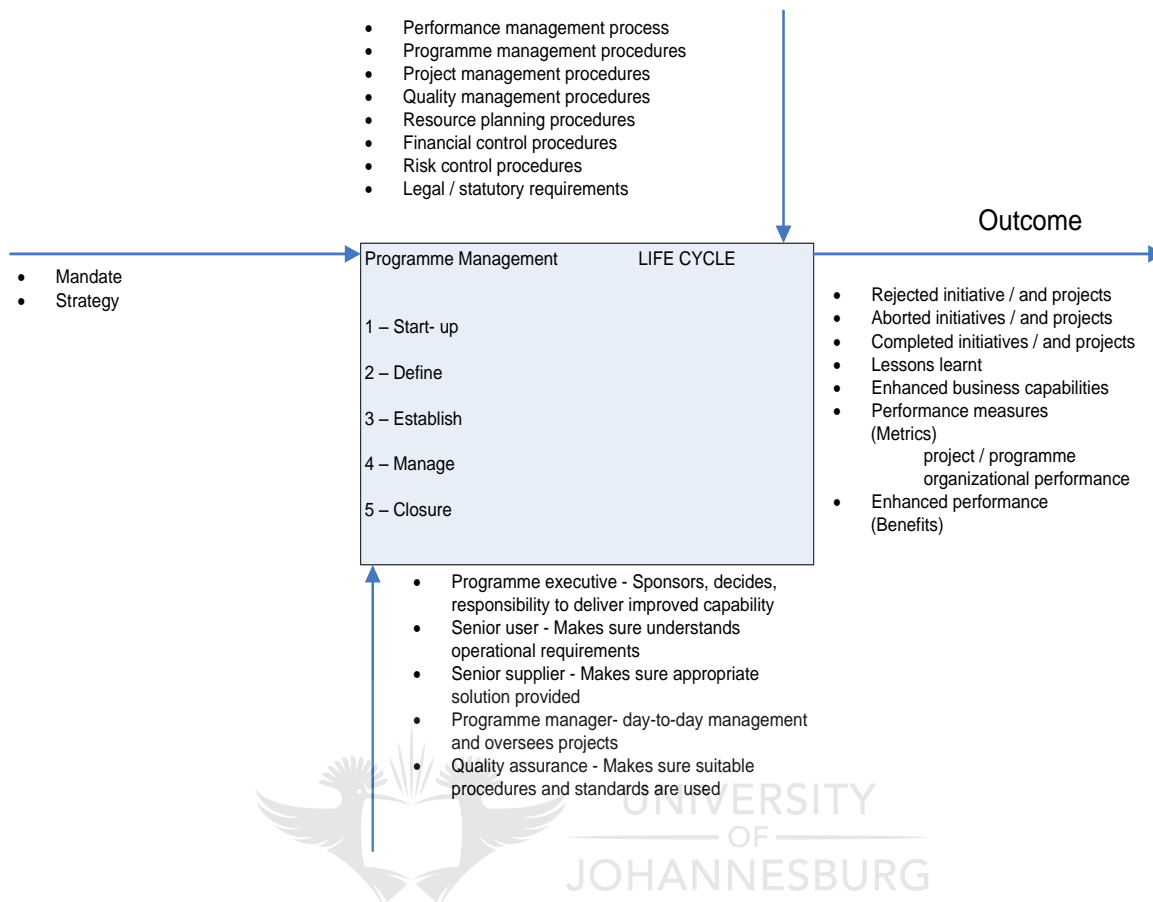 • Performance management process
• Programme management procedures
• Project management procedures
• Quality management procedures
• Resource planning procedures
• Financial control procedures
• Risk control procedures
• Legal / statutory requirements
Outcome
• Mandate
• Strategy
Programme Management LIFE CYCLE
1 – Start- up
2 – Define
3 – Establish
4 – Manage
5 – Closure
• Rejected initiative / and projects
• Aborted initiatives / and projects
• Completed initiatives / and projects
• Lessons learnt
• Enhanced business capabilities
• Performance measures
(Metrics)
project / programme
organizational performance
• Enhanced performance
(Benefits)
• Programme executive - Sponsors, decides,
responsibility to deliver improved capability
• Senior user - Makes sure understands
operational requirements
• Senior supplier - Makes sure appropriate
solution provided
• Programme manager- day-to-day management
and oversees projects
• Quality assurance - Makes sure suitable
procedures and standards are used
UNIVERSITY
OF
JOHANNESBURG